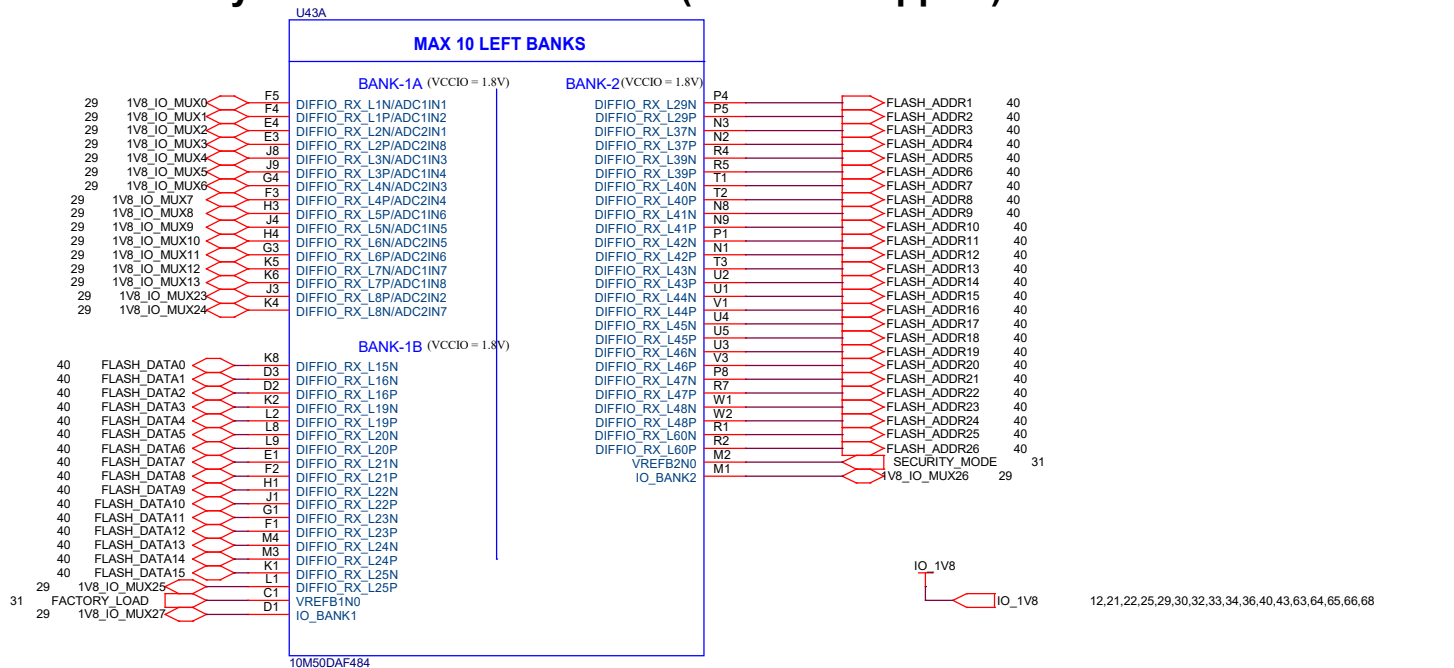 U43A
MAX 10 LEFT BANKS
BANK-1A (VCCIO = 1.8V)
29 1V8_IO_MUX0 F5 DIFFIO_RX_L1N/ADC1IN1
29 1V8_IO_MUX1 F4 DIFFIO_RX_L1P/ADC1IN2
29 1V8_IO_MUX2 E4 DIFFIO_RX_L2N/ADC2IN1
29 1V8_IO_MUX3 E3 DIFFIO_RX_L2P/ADC2IN8
29 1V8_IO_MUX4 J8 DIFFIO_RX_L3N/ADC1IN3
29 1V8_IO_MUX5 J9 DIFFIO_RX_L3P/ADC1IN4
29 1V8_IO_MUX6 G4 DIFFIO_RX_L4N/ADC2IN3
29 1V8_IO_MUX7 F3 DIFFIO_RX_L4P/ADC2IN4
29 1V8_IO_MUX8 H3 DIFFIO_RX_L5P/ADC1IN6
29 1V8_IO_MUX9 J4 DIFFIO_RX_L5N/ADC1IN5
29 1V8_IO_MUX10 H4 DIFFIO_RX_L6N/ADC2IN5
29 1V8_IO_MUX11 G3 DIFFIO_RX_L6P/ADC2IN6
29 1V8_IO_MUX12 K5 DIFFIO_RX_L7N/ADC1IN7
29 1V8_IO_MUX13 K6 DIFFIO_RX_L7P/ADC1IN8
29 1V8_IO_MUX23 J3 DIFFIO_RX_L8P/ADC2IN2
29 1V8_IO_MUX24 K4 DIFFIO_RX_L8N/ADC2IN7
BANK-1B (VCCIO = 1.8V)
40 FLASH_DATA0 K8 DIFFIO_RX_L15N
40 FLASH_DATA1 D3 DIFFIO_RX_L16N
40 FLASH_DATA2 D2 DIFFIO_RX_L16P
40 FLASH_DATA3 K2 DIFFIO_RX_L19N
40 FLASH_DATA4 L2 DIFFIO_RX_L19P
40 FLASH_DATA5 L8 DIFFIO_RX_L20N
40 FLASH_DATA6 L9 DIFFIO_RX_L20P
40 FLASH_DATA7 E1 DIFFIO_RX_L21N
40 FLASH_DATA8 F2 DIFFIO_RX_L21P
40 FLASH_DATA9 H1 DIFFIO_RX_L22N
40 FLASH_DATA10 J1 DIFFIO_RX_L22P
40 FLASH_DATA11 G1 DIFFIO_RX_L23N
40 FLASH_DATA12 F1 DIFFIO_RX_L23P
40 FLASH_DATA13 M4 DIFFIO_RX_L24N
40 FLASH_DATA14 M3 DIFFIO_RX_L24P
40 FLASH_DATA15 K1 DIFFIO_RX_L25N
29 1V8_IO_MUX25 L1 DIFFIO_RX_L25P
31 FACTORY_LOAD C1 VREFB1N0
29 1V8_IO_MUX27 D1 IO_BANK1
BANK-2 (VCCIO = 1.8V)
DIFFIO_RX_L29N P4 FLASH_ADDR1 40
DIFFIO_RX_L29P P5 FLASH_ADDR2 40
DIFFIO_RX_L37N N3 FLASH_ADDR3 40
DIFFIO_RX_L37P N2 FLASH_ADDR4 40
DIFFIO_RX_L39N R4 FLASH_ADDR5 40
DIFFIO_RX_L39P R5 FLASH_ADDR6 40
DIFFIO_RX_L40N T1 FLASH_ADDR7 40
DIFFIO_RX_L40P T2 FLASH_ADDR8 40
DIFFIO_RX_L41N N8 FLASH_ADDR9 40
DIFFIO_RX_L41P N9 FLASH_ADDR10 40
DIFFIO_RX_L42N P1 FLASH_ADDR11 40
DIFFIO_RX_L42P N1 FLASH_ADDR12 40
DIFFIO_RX_L43N T3 FLASH_ADDR13 40
DIFFIO_RX_L43P U2 FLASH_ADDR14 40
DIFFIO_RX_L44N U1 FLASH_ADDR15 40
DIFFIO_RX_L44P V1 FLASH_ADDR16 40
DIFFIO_RX_L45N U4 FLASH_ADDR17 40
DIFFIO_RX_L45P U5 FLASH_ADDR18 40
DIFFIO_RX_L46N U3 FLASH_ADDR19 40
DIFFIO_RX_L46P V3 FLASH_ADDR20 40
DIFFIO_RX_L47N P8 FLASH_ADDR21 40
DIFFIO_RX_L47P R7 FLASH_ADDR22 40
DIFFIO_RX_L48N W1 FLASH_ADDR23 40
DIFFIO_RX_L48P W2 FLASH_ADDR24 40
DIFFIO_RX_L60N R1 FLASH_ADDR25 40
DIFFIO_RX_L60P R2 FLASH_ADDR26 40
VREFB2N0 M2 SECURITY_MODE 31
IO_BANK2 M1 1V8_IO_MUX26 29
IO_1V8
IO_1V8 12,21,22,25,29,30,32,33,34,36,40,43,63,64,65,66,68
10M50DAF484